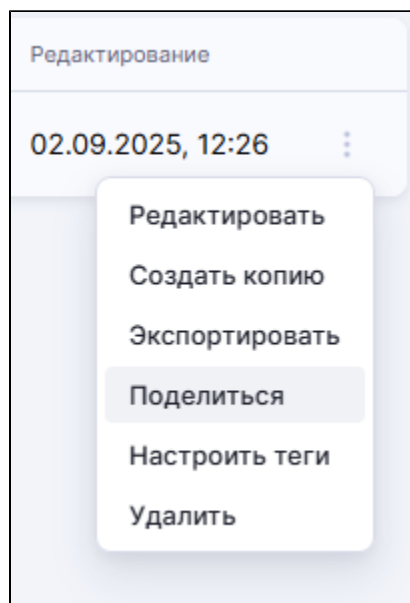 Редактирование
02.09.2025, 12:26
Редактировать
Создать копию
Экспортировать
Поделиться
Настроить теги
Удалить